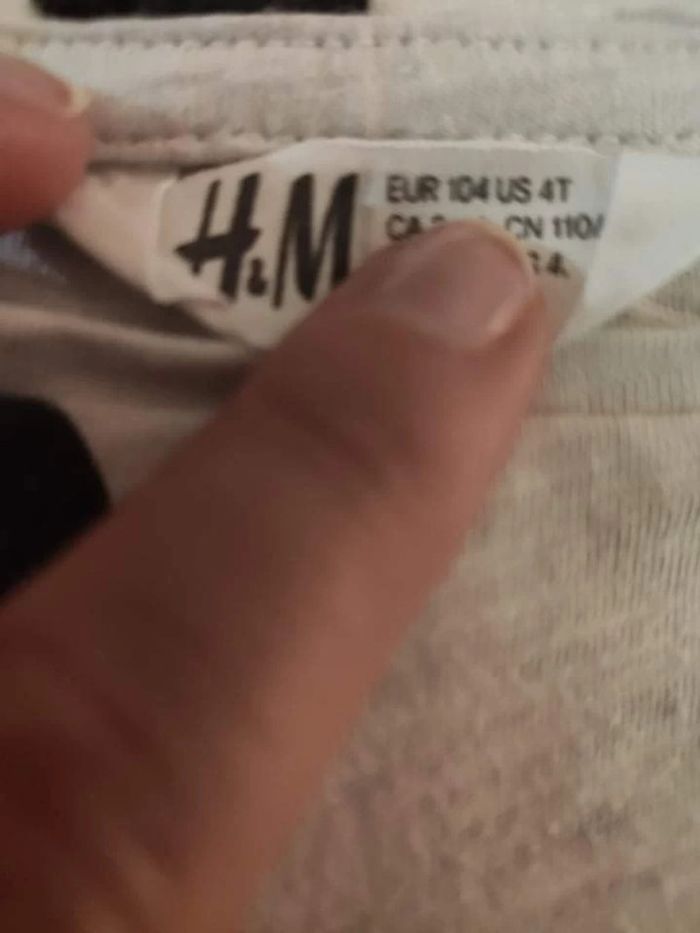 H&M
EUR 104 US 4T
CN 110/